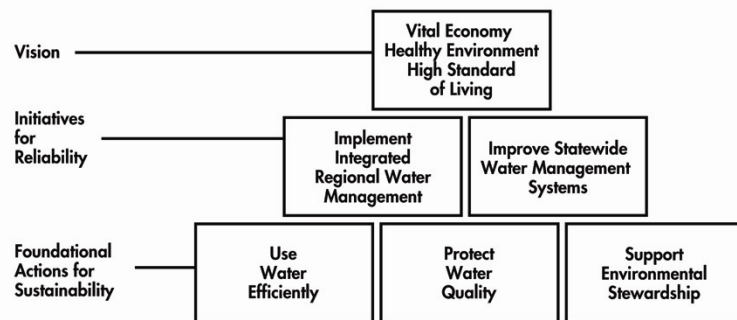 Vision
Vital Economy
Healthy Environment
High Standard
of Living
Initiatives
for
Reliability
Implement
Integrated
Regional Water
Management
Improve Statewide
Water Management
Systems
Foundational
Actions for
Sustainability
Use
Water
Efficiently
Protect
Water
Quality
Support
Environmental
Stewardship